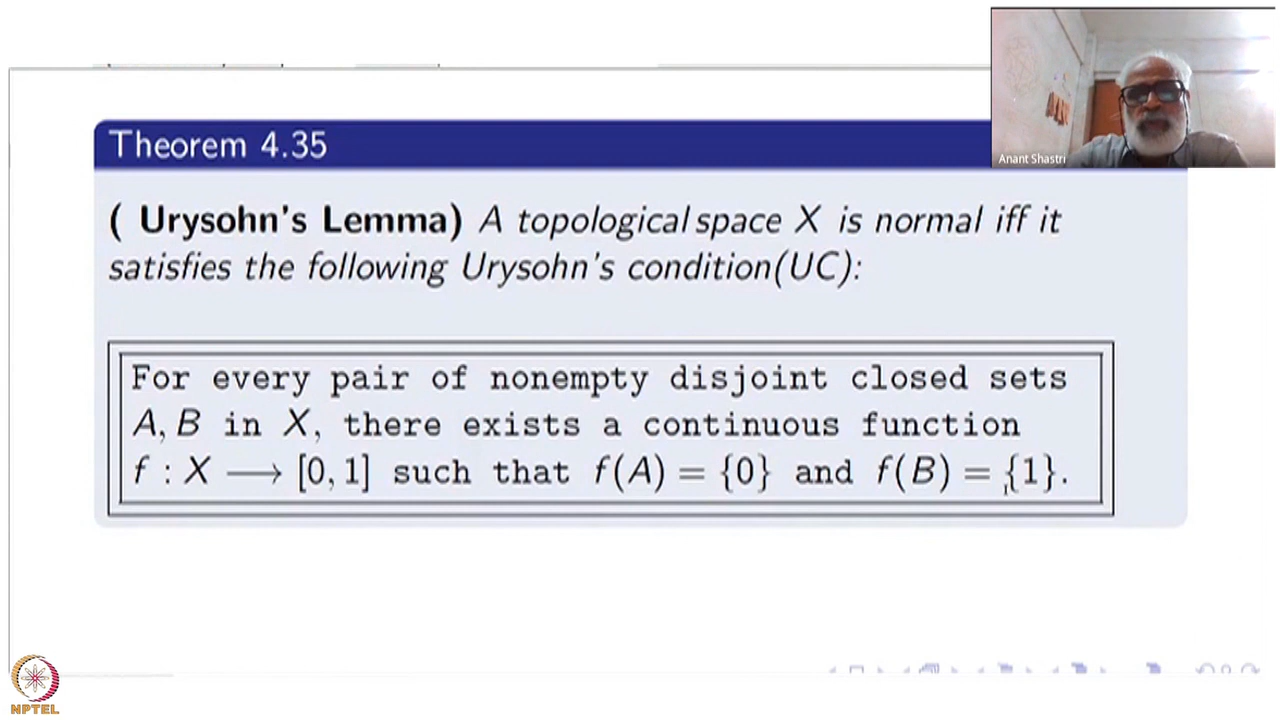 Theorem 4.35
Anant Shastri
( Urysohn's Lemma) A topological space X is normal iff it
satisfies the following Urysohn's condition(UC):
For every pair of nonempty disjoint closed sets
A, B in X, there exists a continuous function
f : X ⟶ [0, 1] such that f(A) = {0} and f(B) = {1}.
NPTEL